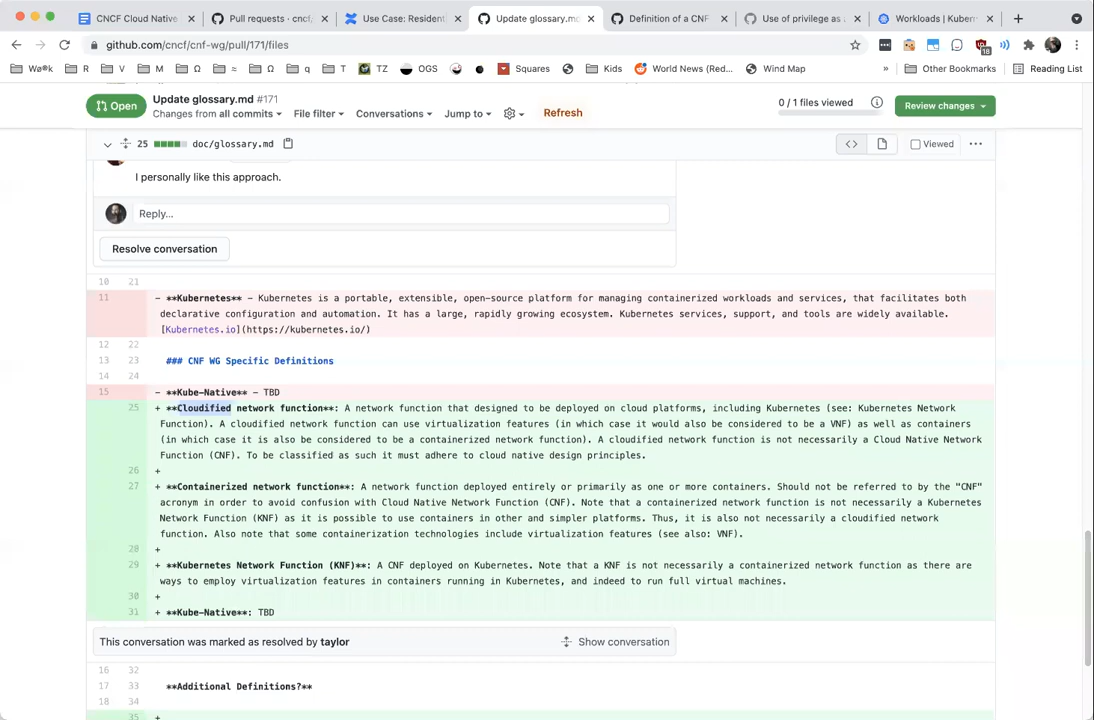 CNCF Cloud Native
Pull requests · cncf/c
Use Case: Resident
Update glossary.md
Definition of a CNF
Use of privilege as
Workloads | Kubern
github.com/cncf/cnf-wg/pull/171/files
18
Wø®k
R
V
M
Ω
≈
Ω
q
T
TZ
OGS
Squares
Kids
World News (Red...
Wind Map
»
Other Bookmarks
Reading List
Open
Update glossary.md #171
Changes from all commits
File filter
Conversations
Jump to
Refresh
0 / 1 files viewed
Review changes
25
doc/glossary.md
Viewed
I personally like this approach.
Reply...
Resolve conversation
10 21
11 - **Kubernetes** - Kubernetes is a portable, extensible, open-source platform for managing containerized workloads and services, that facilitates both
declarative configuration and automation. It has a large, rapidly growing ecosystem. Kubernetes services, support, and tools are widely available.
[Kubernetes.io](https://kubernetes.io/)
12 22
13 23 ### CNF WG Specific Definitions
14 24
15 - **Kube-Native** - TBD
25 + **Cloudified network function**: A network function that designed to be deployed on cloud platforms, including Kubernetes (see: Kubernetes Network
Function). A cloudified network function can use virtualization features (in which case it would also be considered to be a VNF) as well as containers
(in which case it is also be considered to be a containerized network function). A cloudified network function is not necessarily a Cloud Native Network
Function (CNF). To be classified as such it must adhere to cloud native design principles.
26 +
27 + **Containerized network function**: A network function deployed entirely or primarily as one or more containers. Should not be referred to by the "CNF"
acronym in order to avoid confusion with Cloud Native Network Function (CNF). Note that a containerized network function is not necessarily a Kubernetes
Network Function (KNF) as it is possible to use containers in other and simpler platforms. Thus, it is also not necessarily a cloudified network
function. Also note that some containerization technologies include virtualization features (see also: VNF).
28 +
29 + **Kubernetes Network Function (KNF)**: A CNF deployed on Kubernetes. Note that a KNF is not necessarily a containerized network function as there are
ways to employ virtualization features in containers running in Kubernetes, and indeed to run full virtual machines.
30 +
31 + **Kube-Native**: TBD
This conversation was marked as resolved by taylor
Show conversation
16 32
17 33 **Additional Definitions?**
18 34
35 +